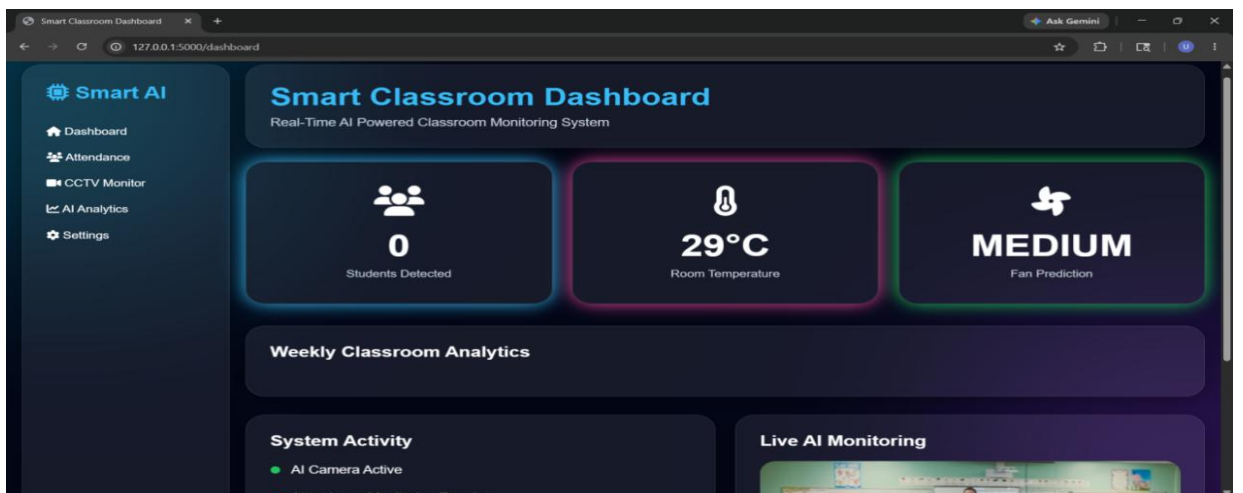 Smart Classroom Dashboard
Ask Gemini
127.0.0.1:5000/dashboard
U
Smart AI
Dashboard
Attendance
CCTV Monitor
AI Analytics
Settings
Smart Classroom Dashboard
Real-Time AI Powered Classroom Monitoring System
0
Students Detected
29°C
Room Temperature
MEDIUM
Fan Prediction
Weekly Classroom Analytics
System Activity
AI Camera Active
Live AI Monitoring